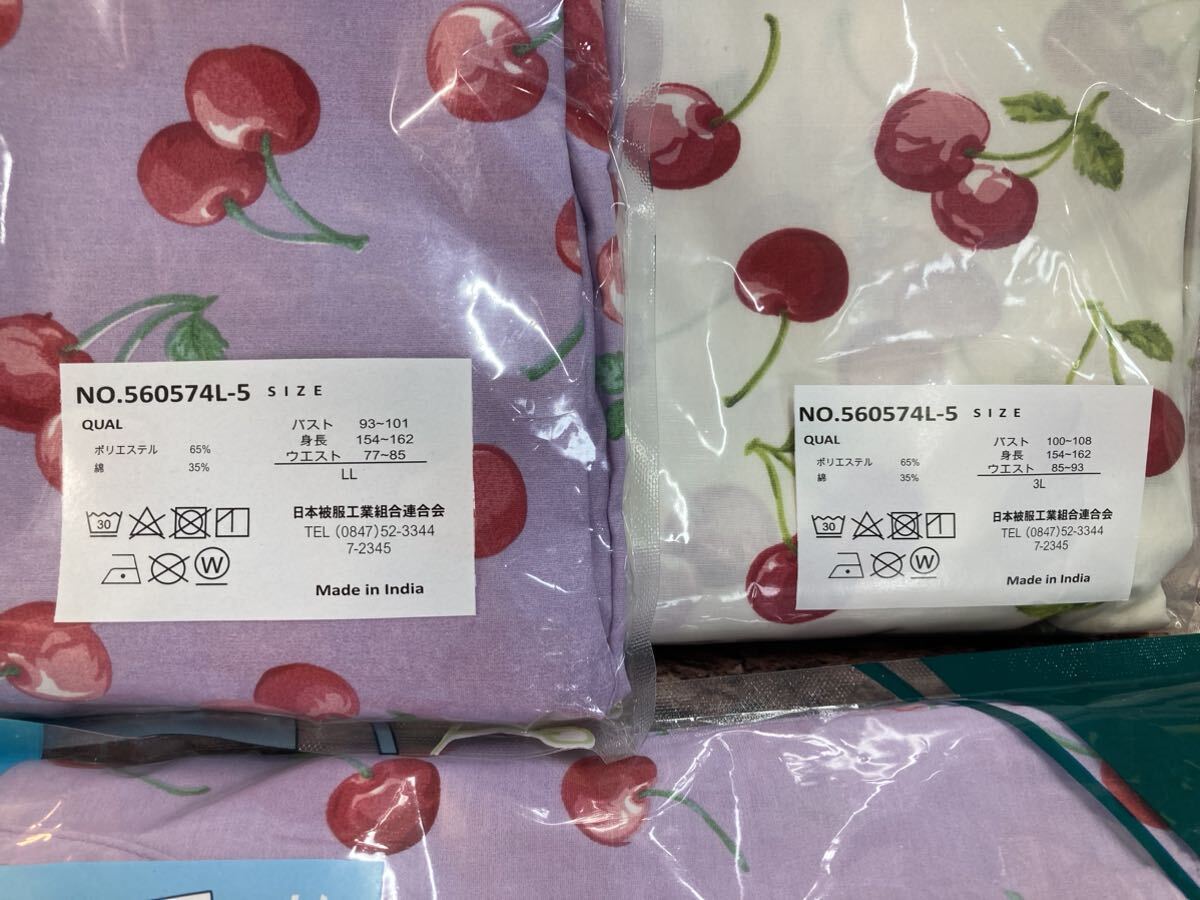 NO.560574L-5 SIZE
QUAL
ポリエステル 65%
綿 35%
バスト 93~101
身長 154~162
ウエスト 77~85
LL
30
W
日本被服工業組合連合会
TEL (0847)52-3344
7-2345
Made in India
NO.560574L-5 SIZE
QUAL
ポリエステル 65%
綿 35%
バスト 100~108
身長 154~162
ウエスト 85~93
3L
30
W
日本被服工業組合連合会
TEL (0847)52-3344
7-2345
Made in India